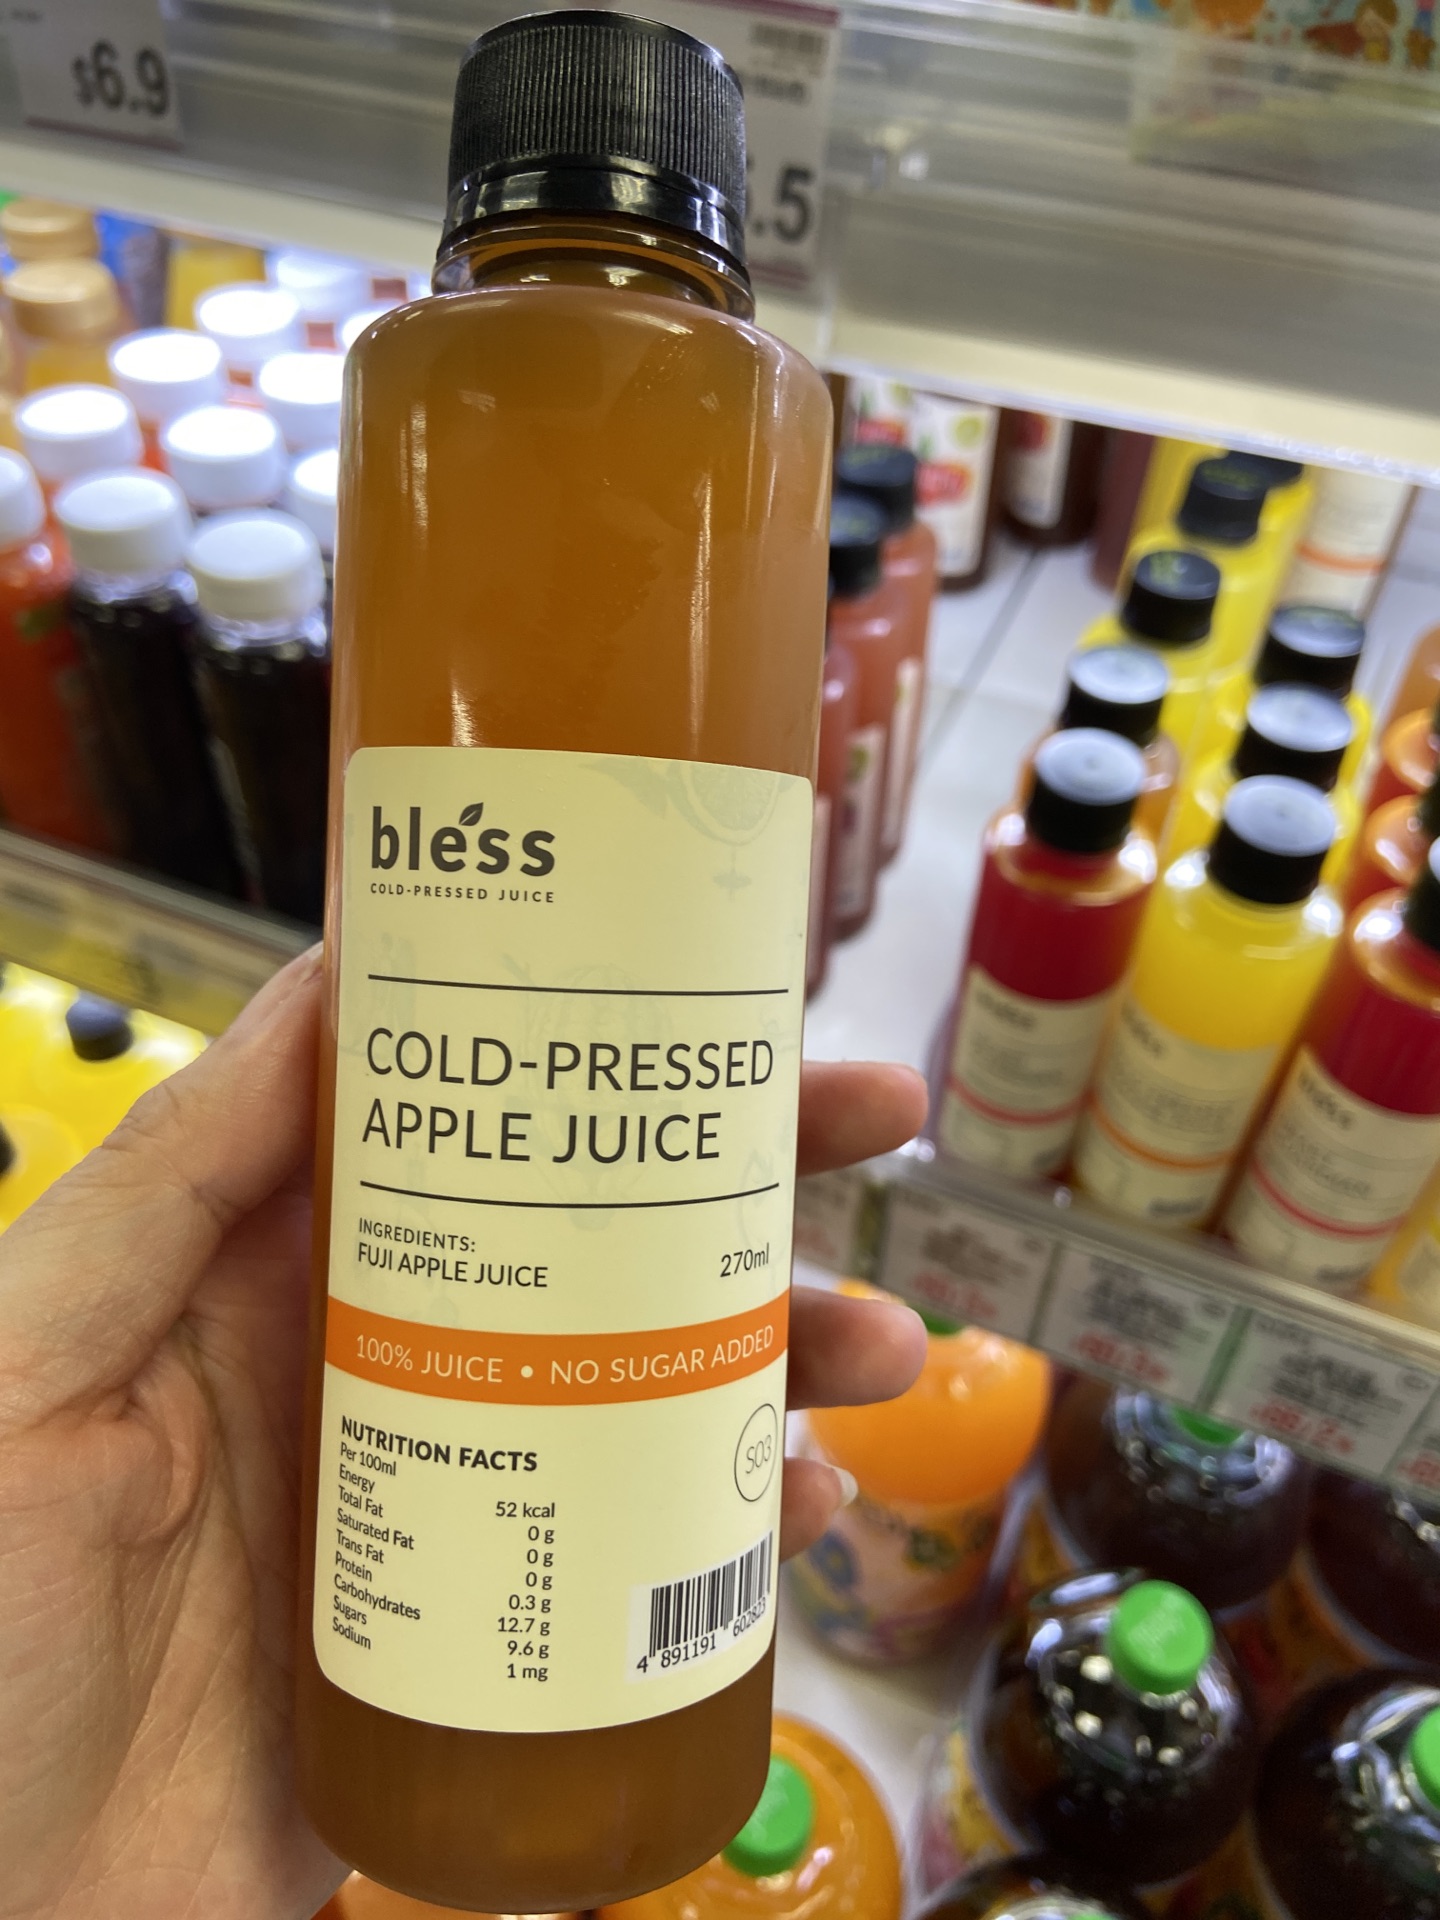 $6.9
.5
bless
COLD-PRESSED JUICE
COLD-PRESSED
APPLE JUICE
INGREDIENTS:
FUJI APPLE JUICE
270ml
100% JUICE • NO SUGAR ADDED
NUTRITION FACTS
Per 100ml
Energy 52 kcal
Total Fat 0 g
Saturated Fat 0 g
Trans Fat 0 g
Protein 0.3 g
Carbohydrates 12.7 g
Sugars 9.6 g
Sodium 1 mg
S03
4 891191 602823